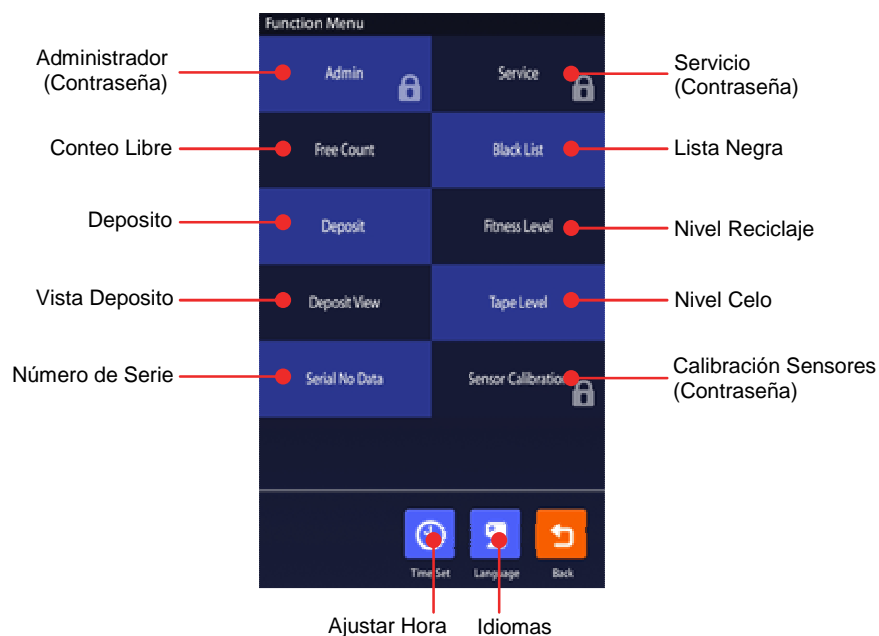 Function Menu
Administrador
(Contraseña)
Admin
Service
Servicio
(Contraseña)
Conteo Libre
Free Count
Black List
Lista Negra
Deposito
Deposit
Fitness Level
Nivel Reciclaje
Vista Deposito
Deposit View
Tape Level
Nivel Celo
Número de Serie
Serial No Data
Sensor Calibration
Calibración Sensores
(Contraseña)
Time Set
Language
Back
Ajustar Hora
Idiomas